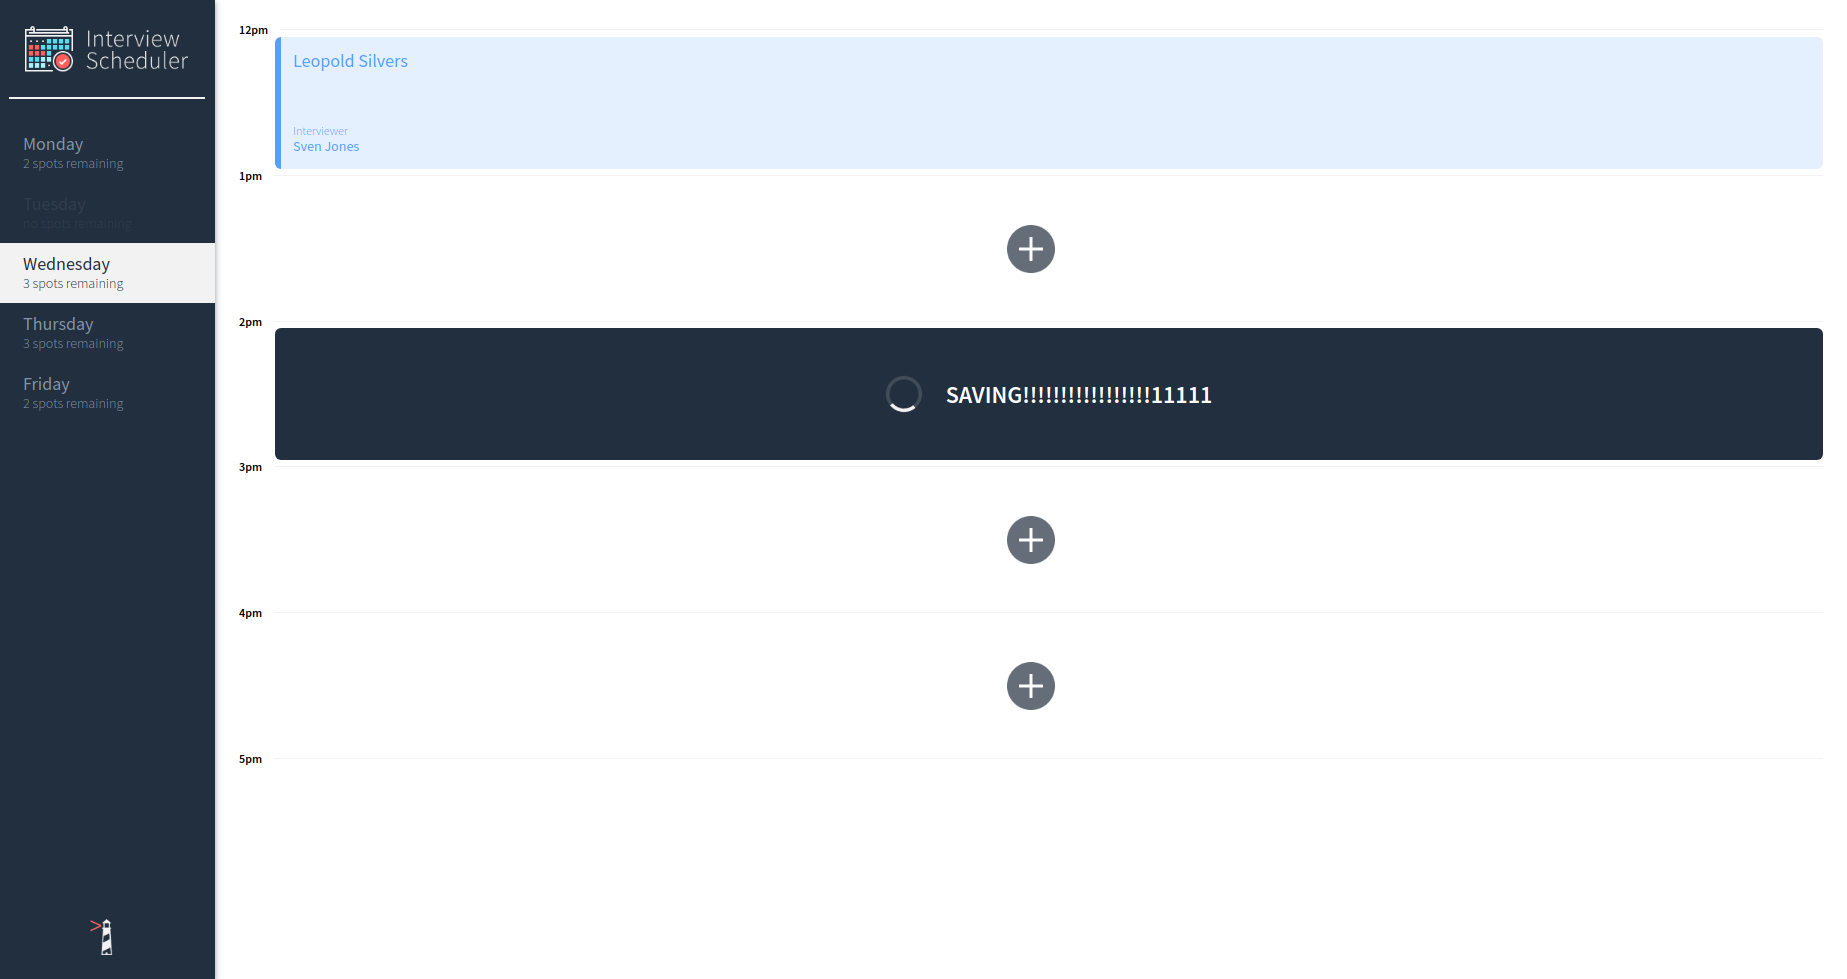 Interview
Scheduler
Monday
2 spots remaining
Tuesday
no spots remaining
Wednesday
3 spots remaining
Thursday
3 spots remaining
Friday
2 spots remaining
>
12pm
Leopold Silvers
Interviewer
Sven Jones
1pm
2pm
SAVING!!!!!!!!!!!!!!!!!11111
3pm
4pm
5pm